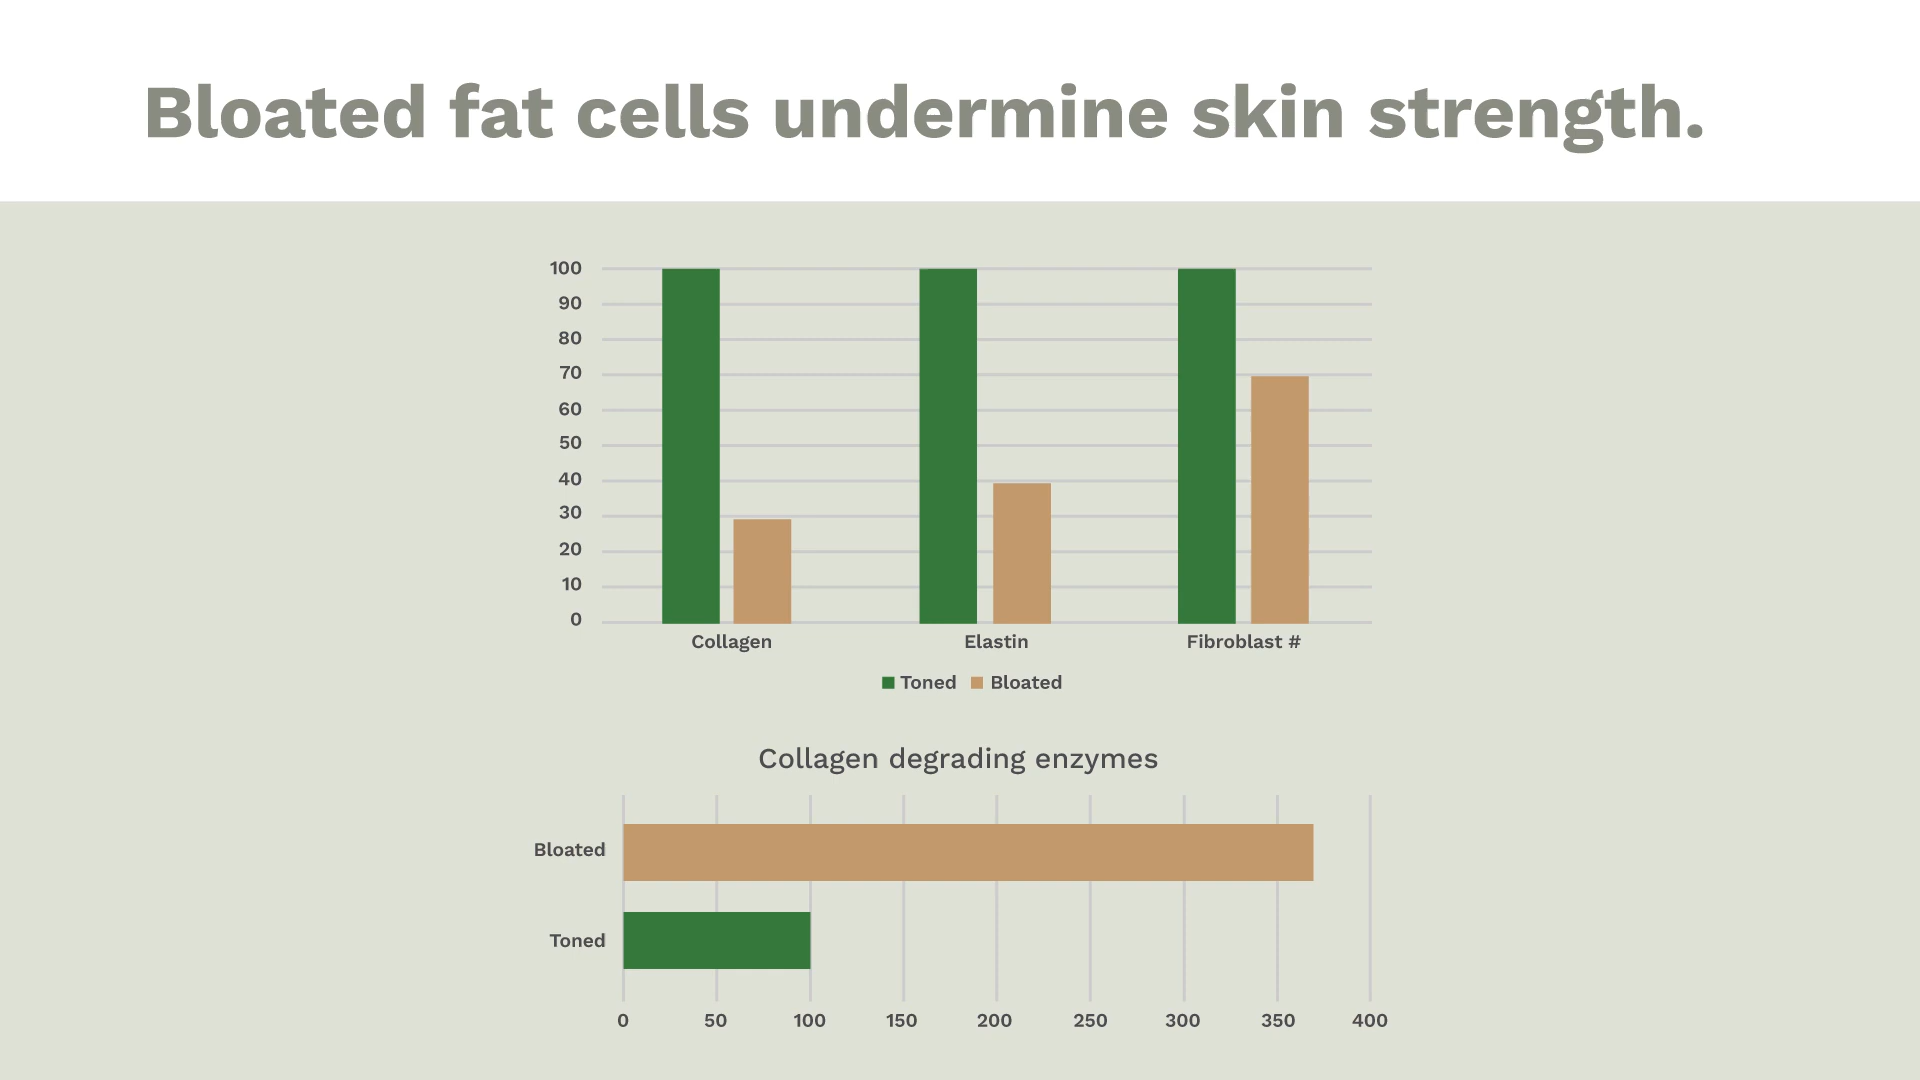 Bloated fat cells undermine skin strength.
100
90
80
70
60
50
40
30
20
10
0
Collagen Elastin Fibroblast #
Toned Bloated
Collagen degrading enzymes
Bloated
Toned
0 50 100 150 200 250 300 350 400